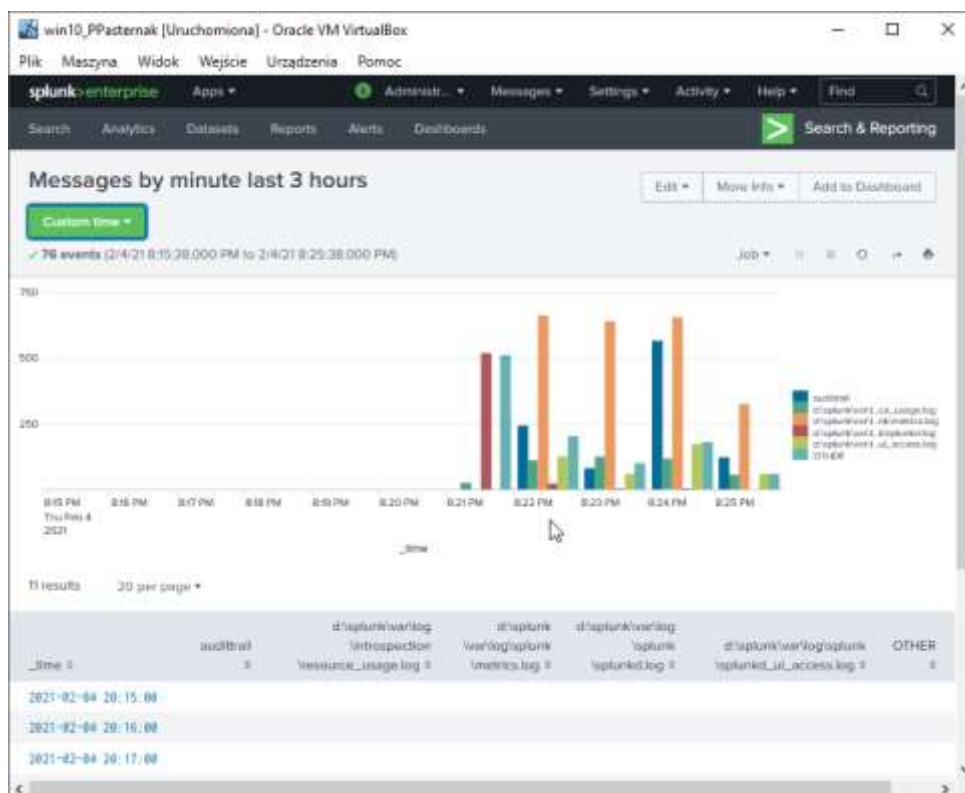 win10_PPasternak [Uruchomiona] - Oracle VM VirtualBox
Plik Maszyna Widok Wejście Urządzenia Pomoc
splunk>enterprise Apps Administr... Messages Settings Activity Help Find
Search Analytics Datasets Reports Alerts Dashboards Search & Reporting
Messages by minute last 3 hours
Edit More Info Add to Dashboard
Custom time
76 events (2/4/21 8:15:38.000 PM to 2/4/21 8:25:38.000 PM)
Job
750
500
250
audittrail
OTHER
8:15 PM 8:16 PM 8:17 PM 8:18 PM 8:19 PM 8:20 PM 8:21 PM 8:22 PM 8:23 PM 8:24 PM 8:25 PM
Thu Feb 4
2021
_time
11 results 20 per page
d:\splunk\var\log d:\splunk d:\splunk\var\log
audittrail \introspection \var\log\splunk \splunk d:\splunk\var\log\splunk OTHER
_time \resource_usage.log \metrics.log \splunkd.log \splunkd_ui_access.log
2021-02-04 20:15:00
2021-02-04 20:16:00
2021-02-04 20:17:00